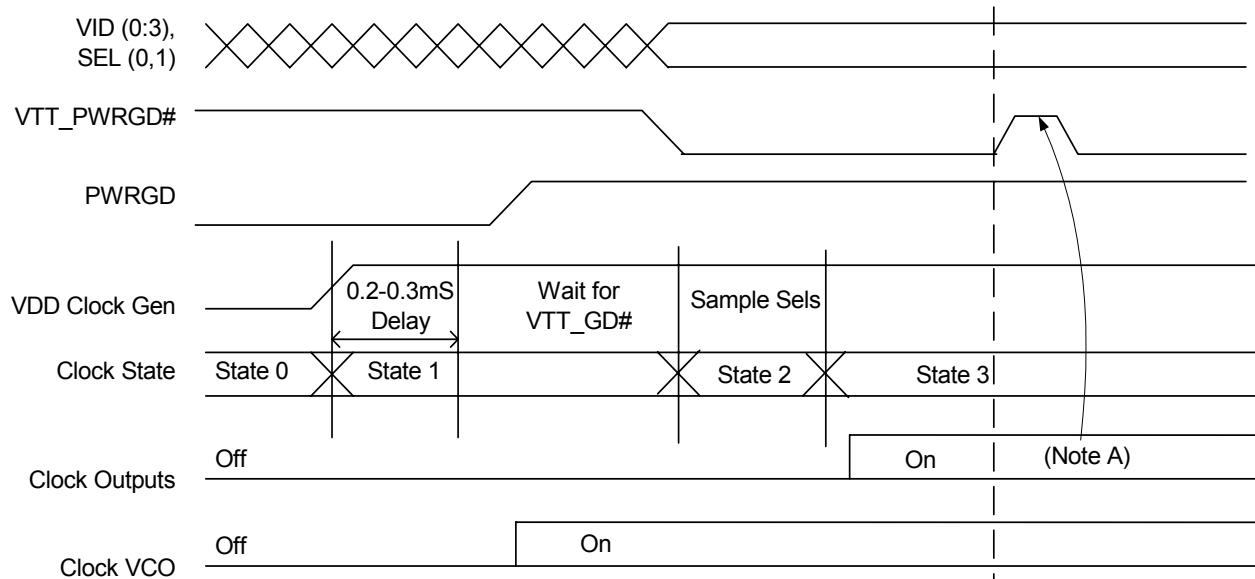 VID (0:3),
SEL (0,1)
VTT_PWRGD#
PWRGD
VDD Clock Gen
0.2-0.3mS
Delay
Wait for
VTT_GD#
Sample Sels
Clock State
State 0
State 1
State 2
State 3
Clock Outputs
Off
On
(Note A)
Clock VCO
Off
On